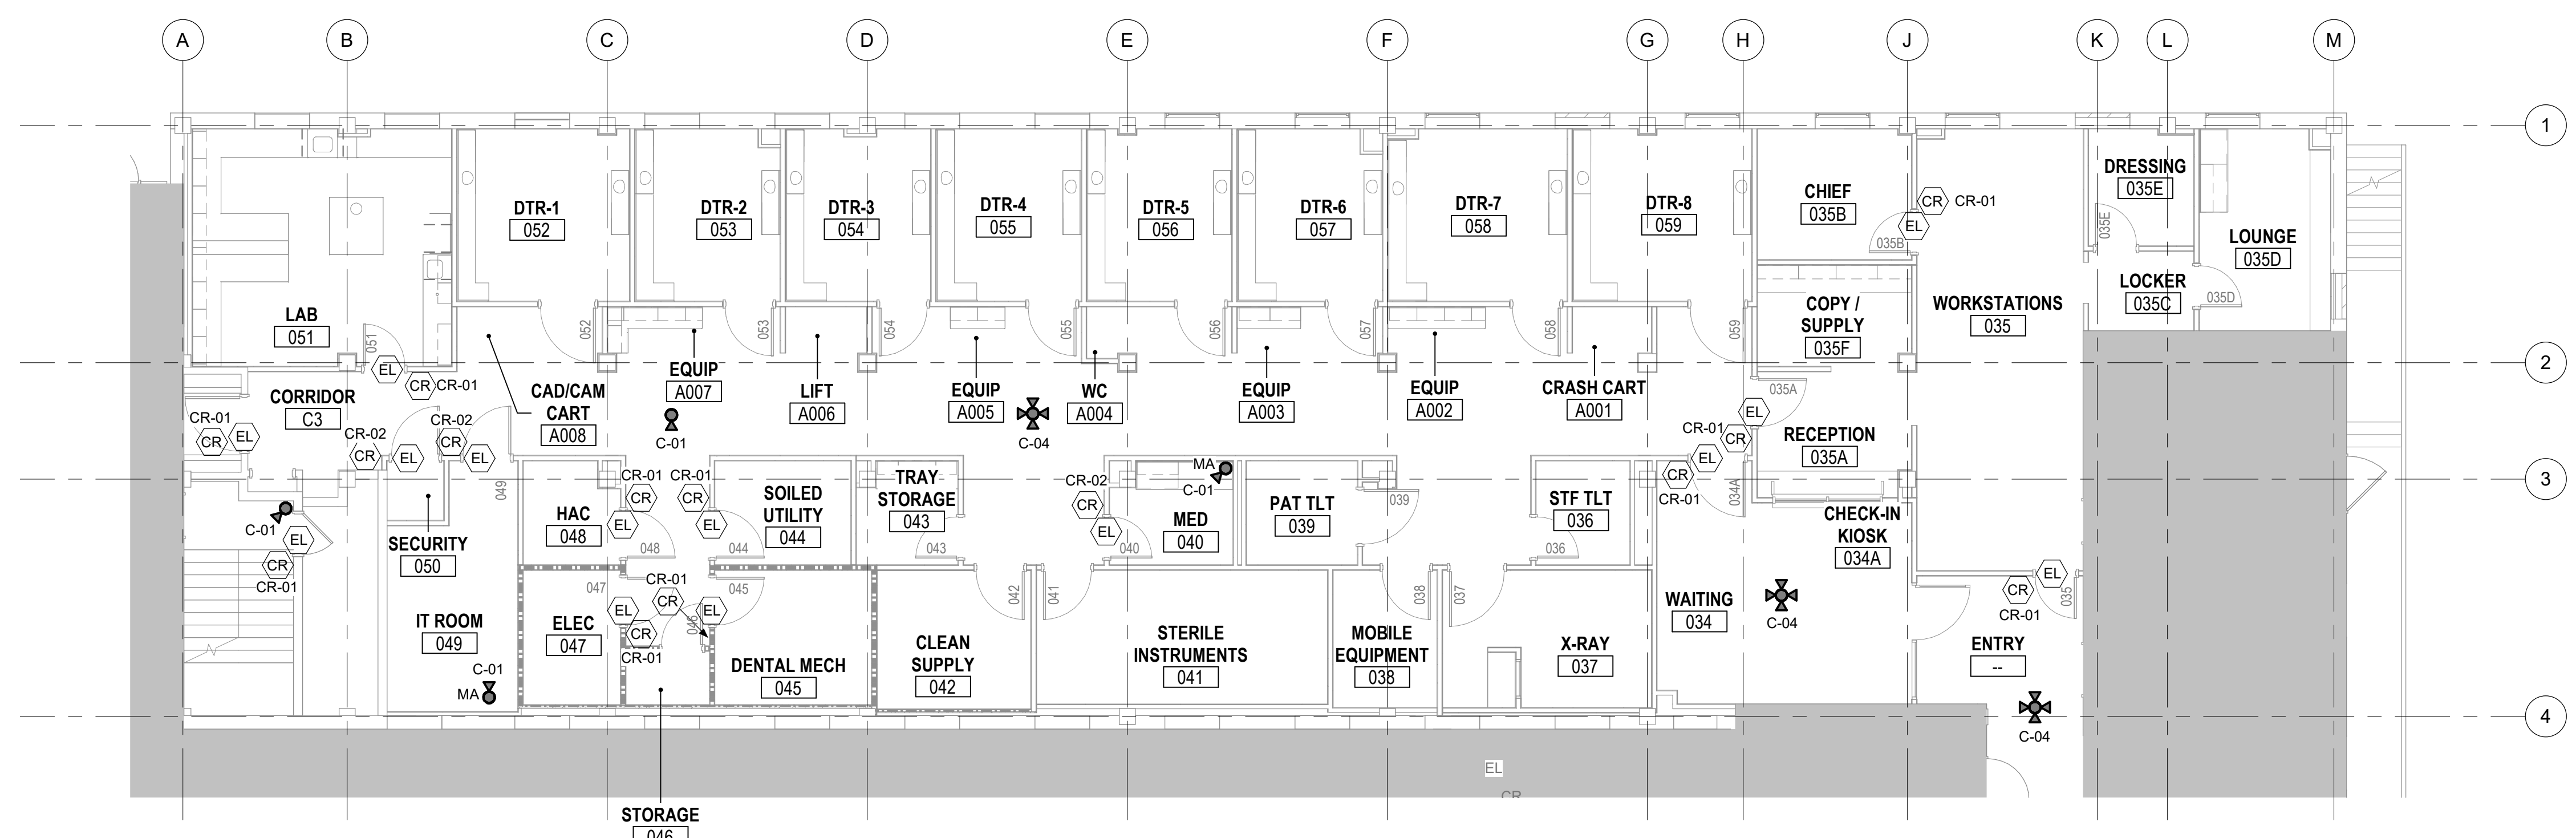 A B C D E F G H J K L M
1
DTR-1
052
DTR-2
053
DTR-3
054
DTR-4
055
DTR-5
056
DTR-6
057
DTR-7
058
DTR-8
059
CHIEF
035B
035B
CR
CR-01
EL
DRESSING
035E
035E
LOUNGE
035D
035D
LOCKER
035C
WORKSTATIONS
035
COPY /
SUPPLY
035F
LAB
051
051
052
053
054
055
056
057
058
059
2
EL
CR
CR-01
CORRIDOR
C3
CR-01
CR
EL
CR-02
CR
EL
CR-02
CR
EL
CAD/CAM
CART
A008
EQUIP
A007
C-01
LIFT
A006
EQUIP
A005
C-04
WC
A004
EQUIP
A003
EQUIP
A002
CRASH CART
A001
035A
EL
CR-01
CR
EL
CR
CR-01
034A
RECEPTION
035A
3
C-01
EL
CR
CR-01
SECURITY
050
049
IT ROOM
049
C-01
MA
HAC
048
CR-01
CR
EL
048
CR-01
CR
EL
044
SOILED
UTILITY
044
TRAY
STORAGE
043
043
CR-02
CR
EL
040
MA
C-01
MED
040
PAT TLT
039
039
STF TLT
036
036
CHECK-IN
KIOSK
034A
047
ELEC
047
EL
CR
CR-01
CR-01
CR
EL
045
046
DENTAL MECH
045
CLEAN
SUPPLY
042
042
041
STERILE
INSTRUMENTS
041
MOBILE
EQUIPMENT
038
038
037
X-RAY
037
WAITING
034
C-04
EL
CR
CR-01
035
ENTRY
--
C-04
4
EL
CR
STORAGE
046